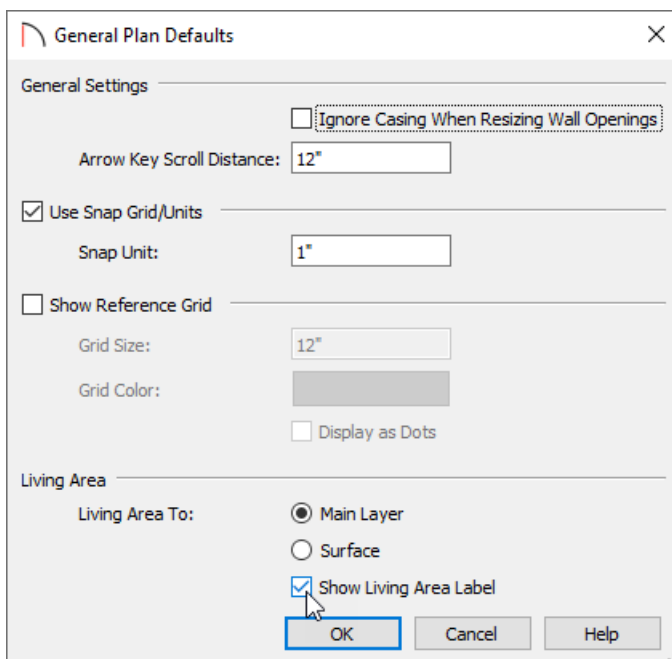 General Plan Defaults
General Settings
Ignore Casing When Resizing Wall Openings
Arrow Key Scroll Distance: 12"
Use Snap Grid/Units
Snap Unit: 1"
Show Reference Grid
Grid Size: 12"
Grid Color:
Display as Dots
Living Area
Living Area To: Main Layer
Surface
Show Living Area Label
OK Cancel Help